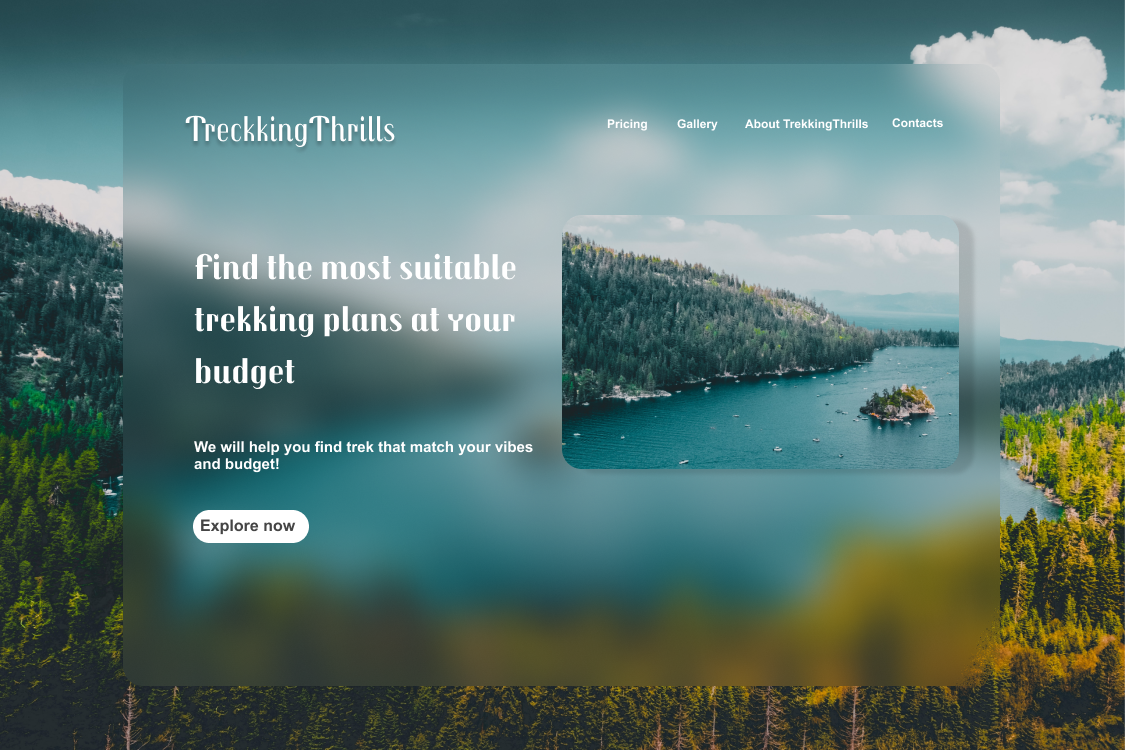 TreckkingThrills
Pricing Gallery About TrekkingThrills Contacts
Find the most suitable
trekking plans at Your
budget
We will help you find trek that match your vibes
and budget!
Explore now